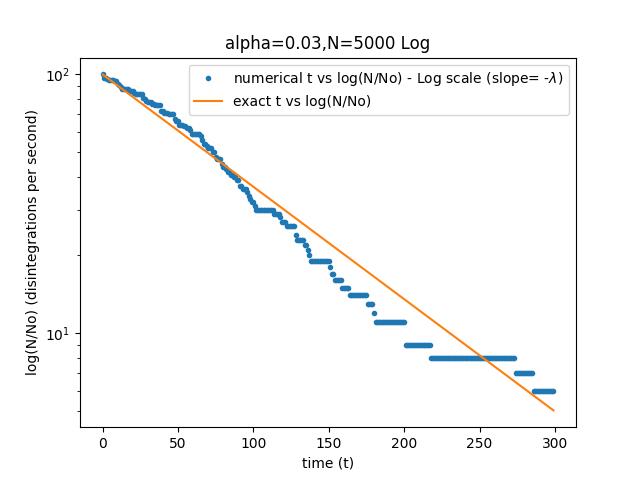 alpha=0.03,N=5000 Log
numerical t vs log(N/No) - Log scale (slope= -λ)
exact t vs log(N/No)
log(N/No) (disintegrations per second)
10²
10¹
0 50 100 150 200 250 300
time (t)